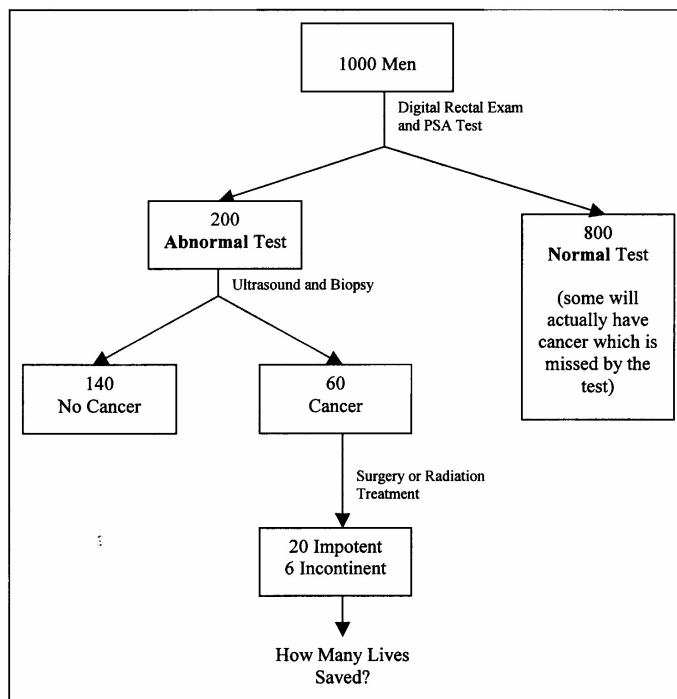 1000 Men
Digital Rectal Exam
and PSA Test
200
Abnormal Test
800
Normal Test
(some will
actually have
cancer which is
missed by the
test)
Ultrasound and Biopsy
140
No Cancer
60
Cancer
Surgery or Radiation
Treatment
20 Impotent
6 Incontinent
How Many Lives
Saved?